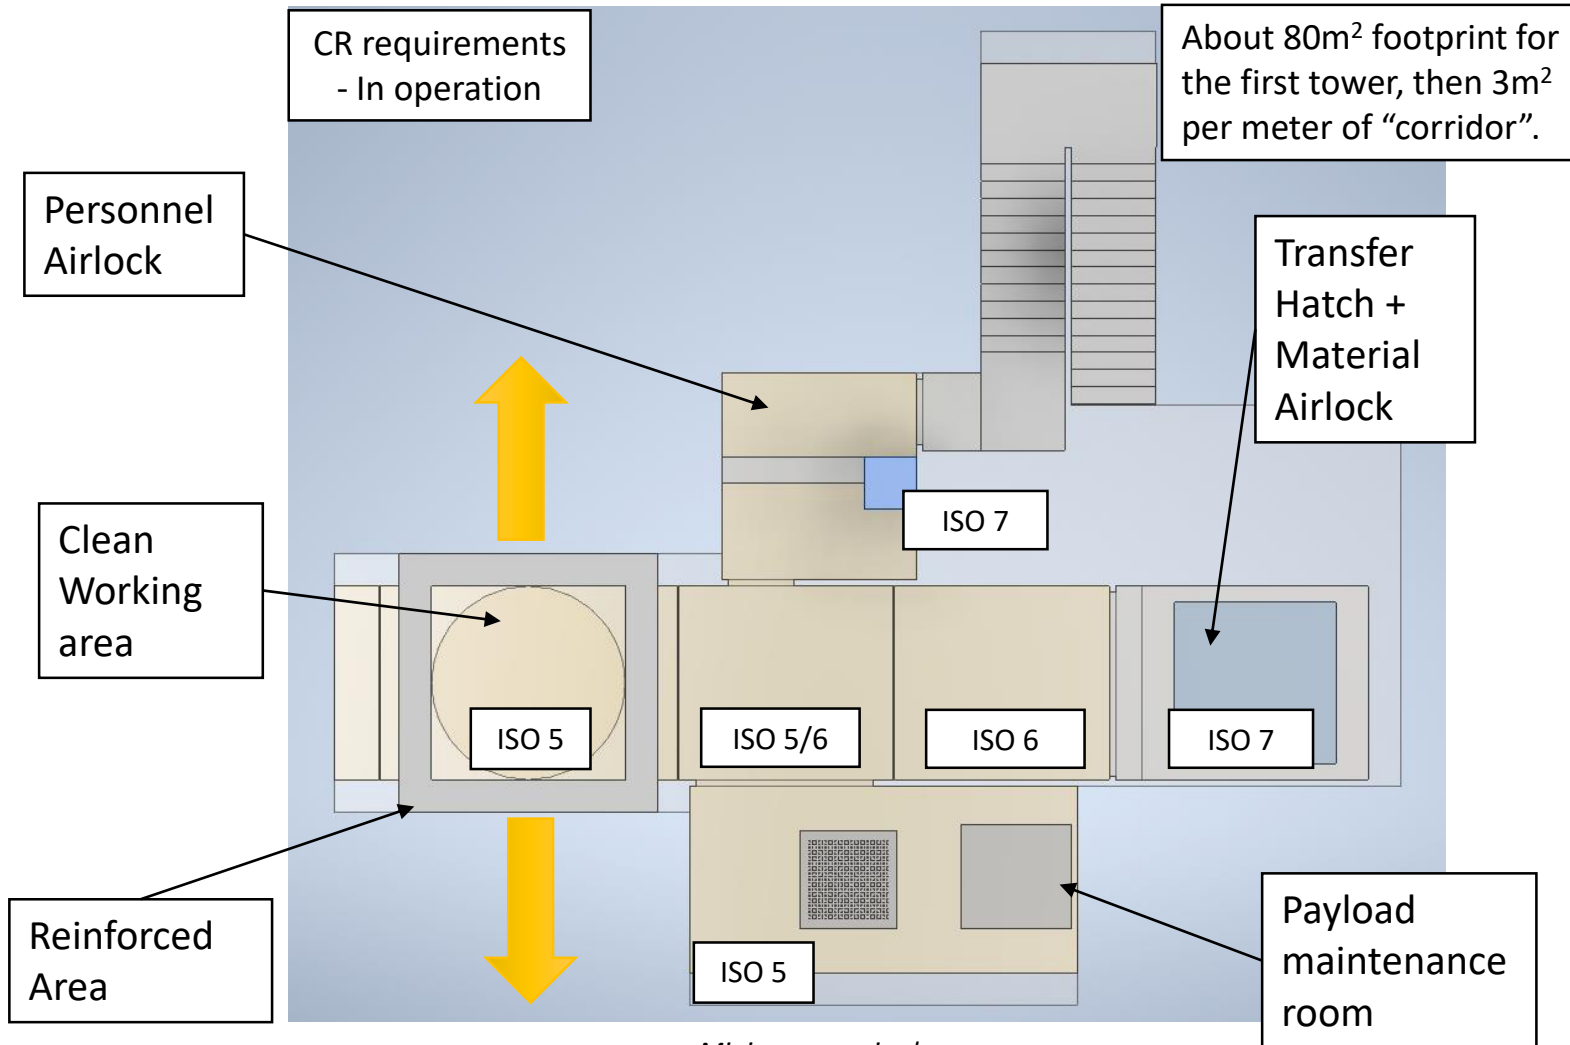 CR requirements
- In operation
About 80m² footprint for
the first tower, then 3m²
per meter of “corridor”.
Personnel
Airlock
Transfer
Hatch +
Material
Airlock
ISO 7
Clean
Working
area
ISO 5
ISO 5/6
ISO 6
ISO 7
Reinforced
Area
ISO 5
Payload
maintenance
room